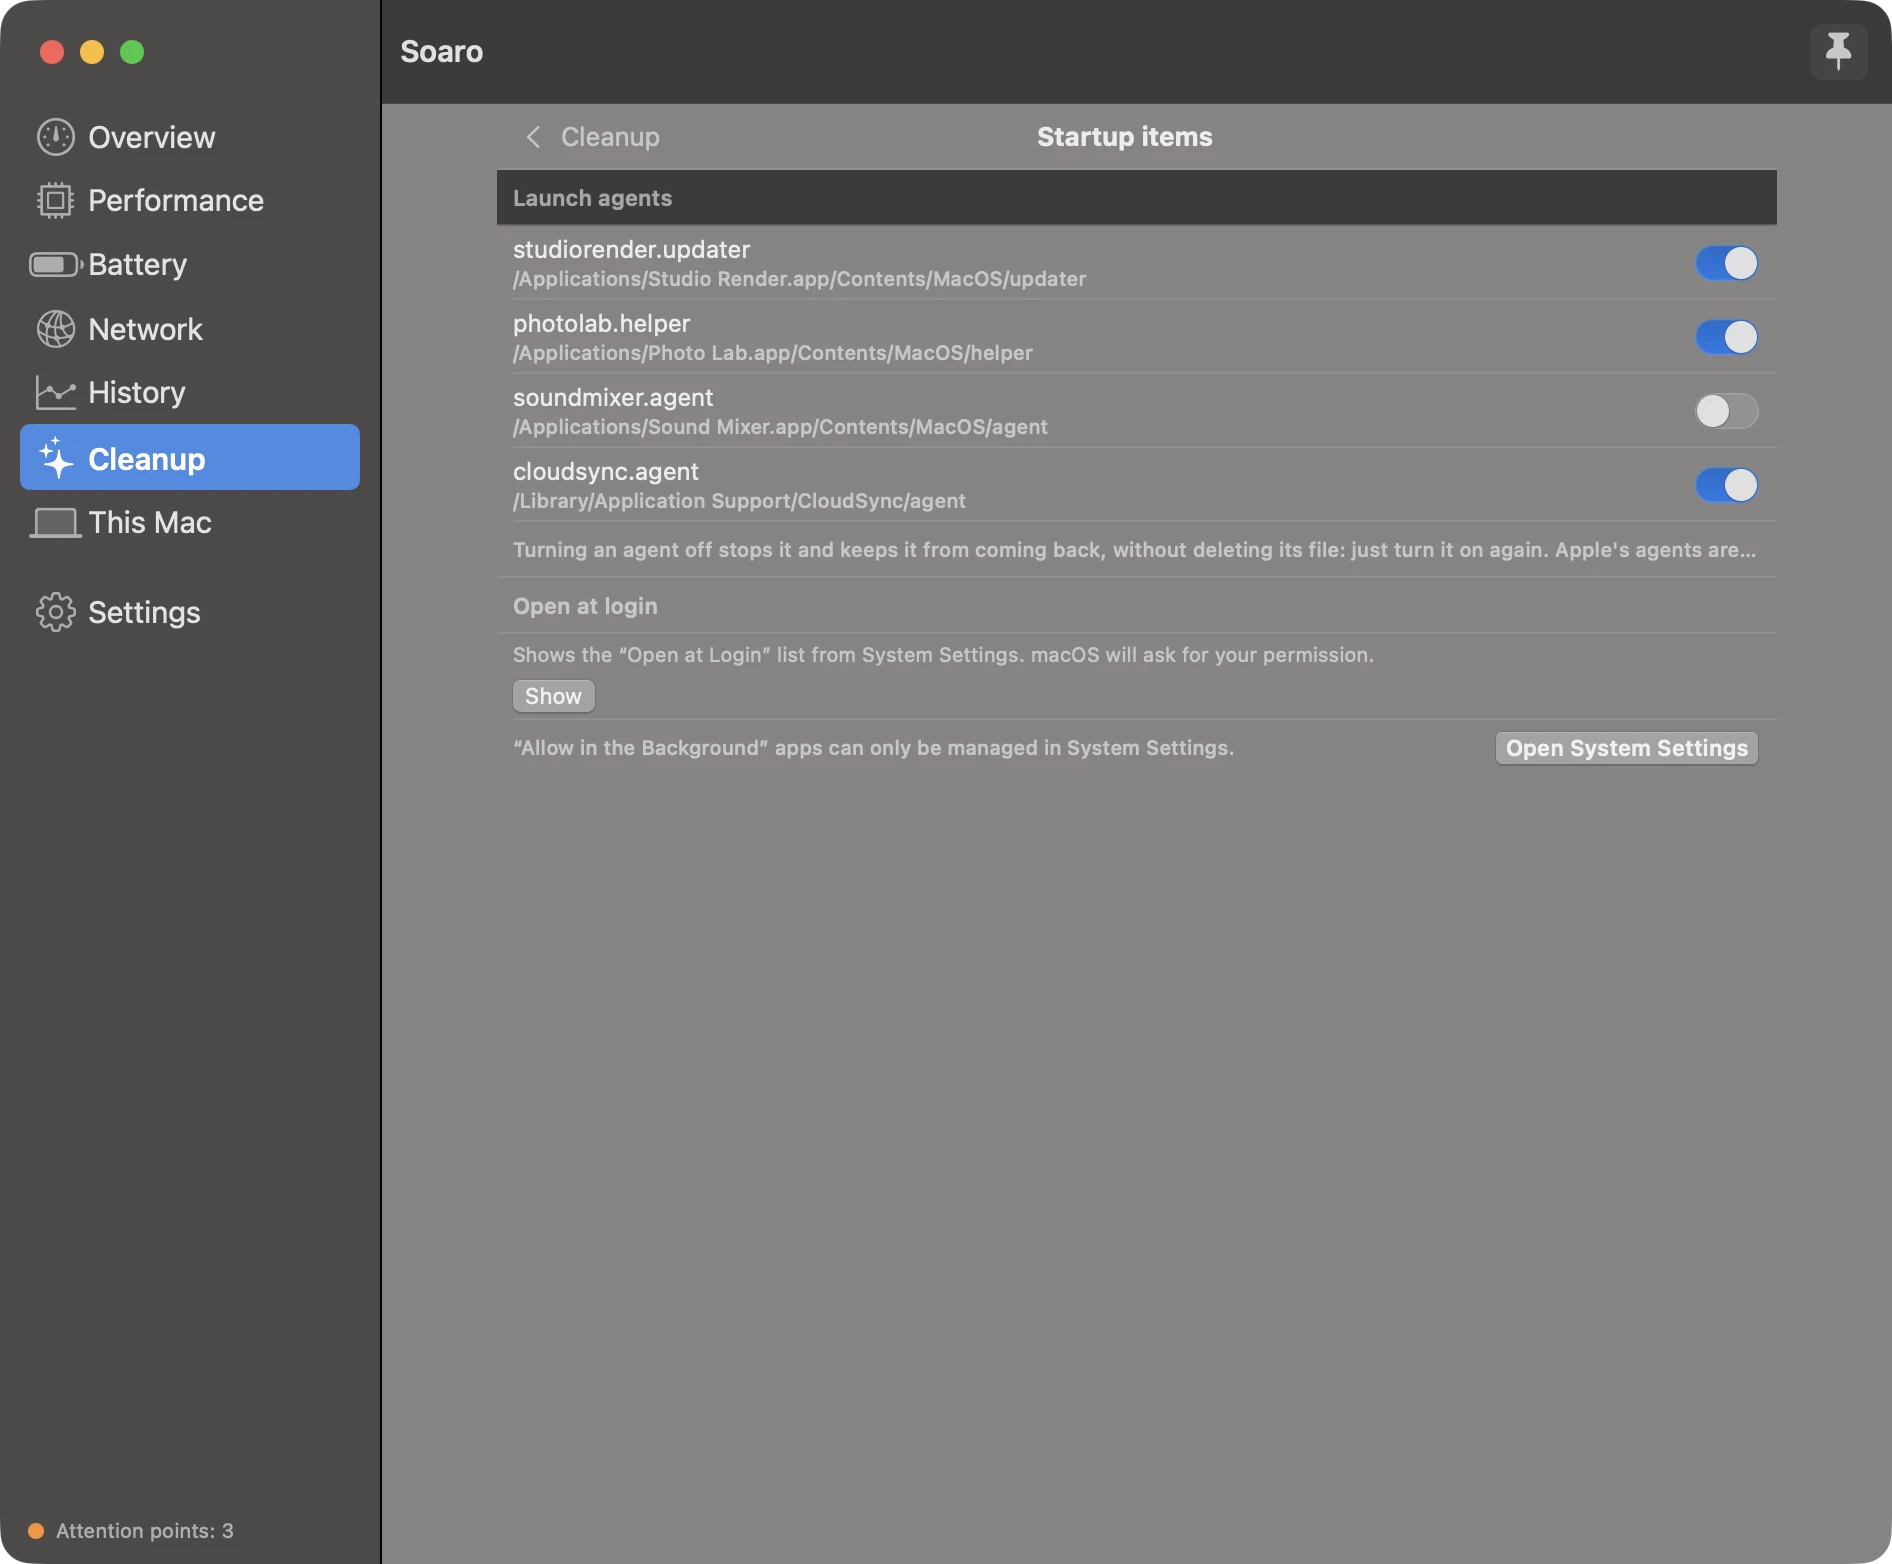 Soaro
Overview
Performance
Battery
Network
History
Cleanup
This Mac
Settings
Attention points: 3
Cleanup
Startup items
Launch agents
studiorender.updater
/Applications/Studio Render.app/Contents/MacOS/updater
photolab.helper
/Applications/Photo Lab.app/Contents/MacOS/helper
soundmixer.agent
/Applications/Sound Mixer.app/Contents/MacOS/agent
cloudsync.agent
/Library/Application Support/CloudSync/agent
Turning an agent off stops it and keeps it from coming back, without deleting its file: just turn it on again. Apple's agents are...
Open at login
Shows the “Open at Login” list from System Settings. macOS will ask for your permission.
Show
“Allow in the Background” apps can only be managed in System Settings.
Open System Settings